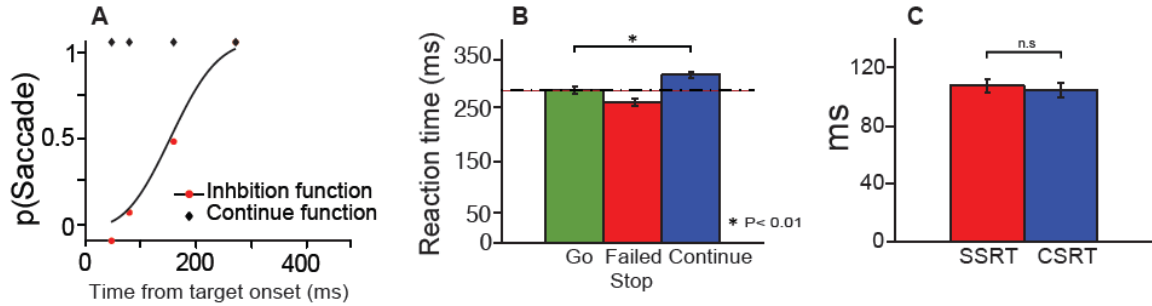 A
p(Saccade)
1
0.5
0
Inhbition function
Continue function
0
200
400
Time from target onset (ms)
B
Reaction time (ms)
350
250
150
50
0
*
* P< 0.01
Go Failed Continue
Stop
C
ms
120
80
40
0
n.s
SSRT CSRT